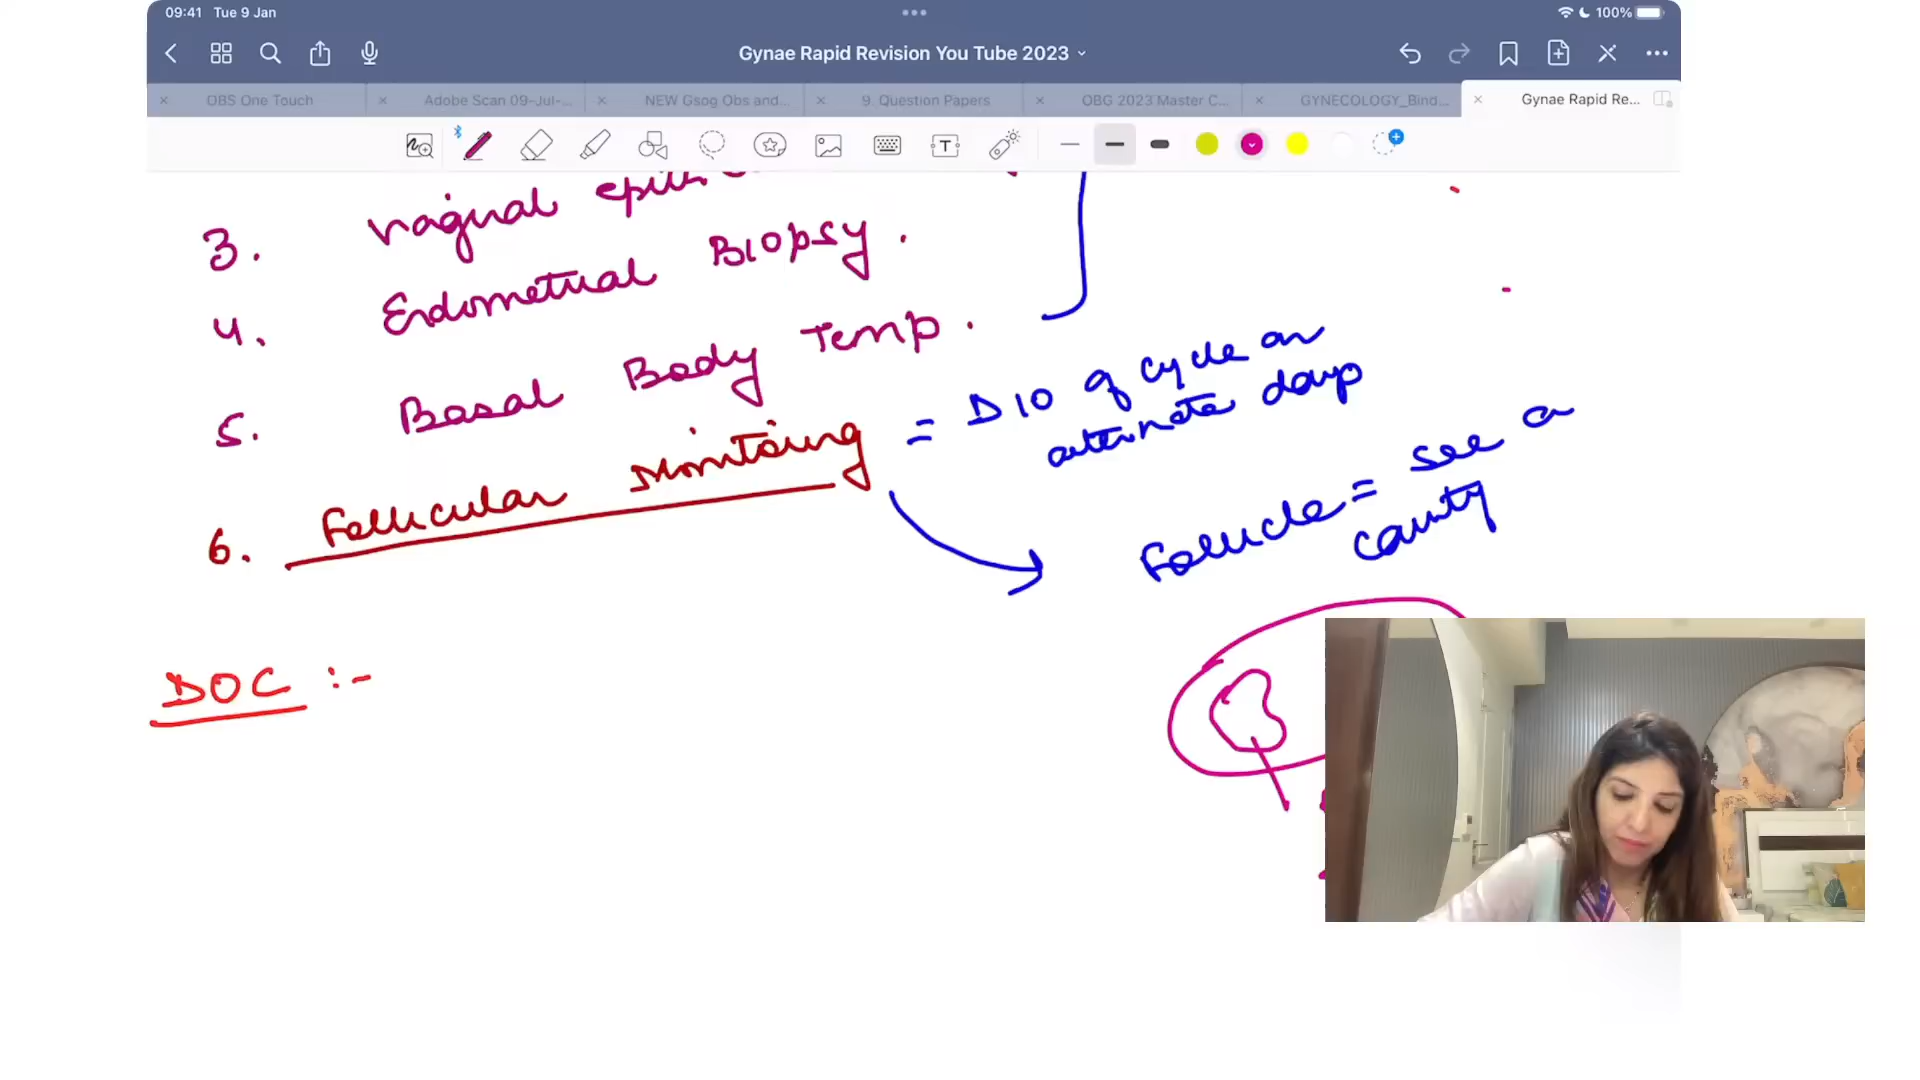 09:41 Tue 9 Jan
100%
Gynae Rapid Revision You Tube 2023
OBS One Touch
Adobe Scan 09-Jul-...
NEW Gsog Obs and...
9. Question Papers
OBG 2023 Master C...
GYNECOLOGY_Bind...
Gynae Rapid Re...
3. vaginal
4. Endometrial Biopsy.
5. Basal Body Temp.
6. Follicular Monitoring = D10 of cycle on
alternate days
Follicle = see a
cavity
DOC :-